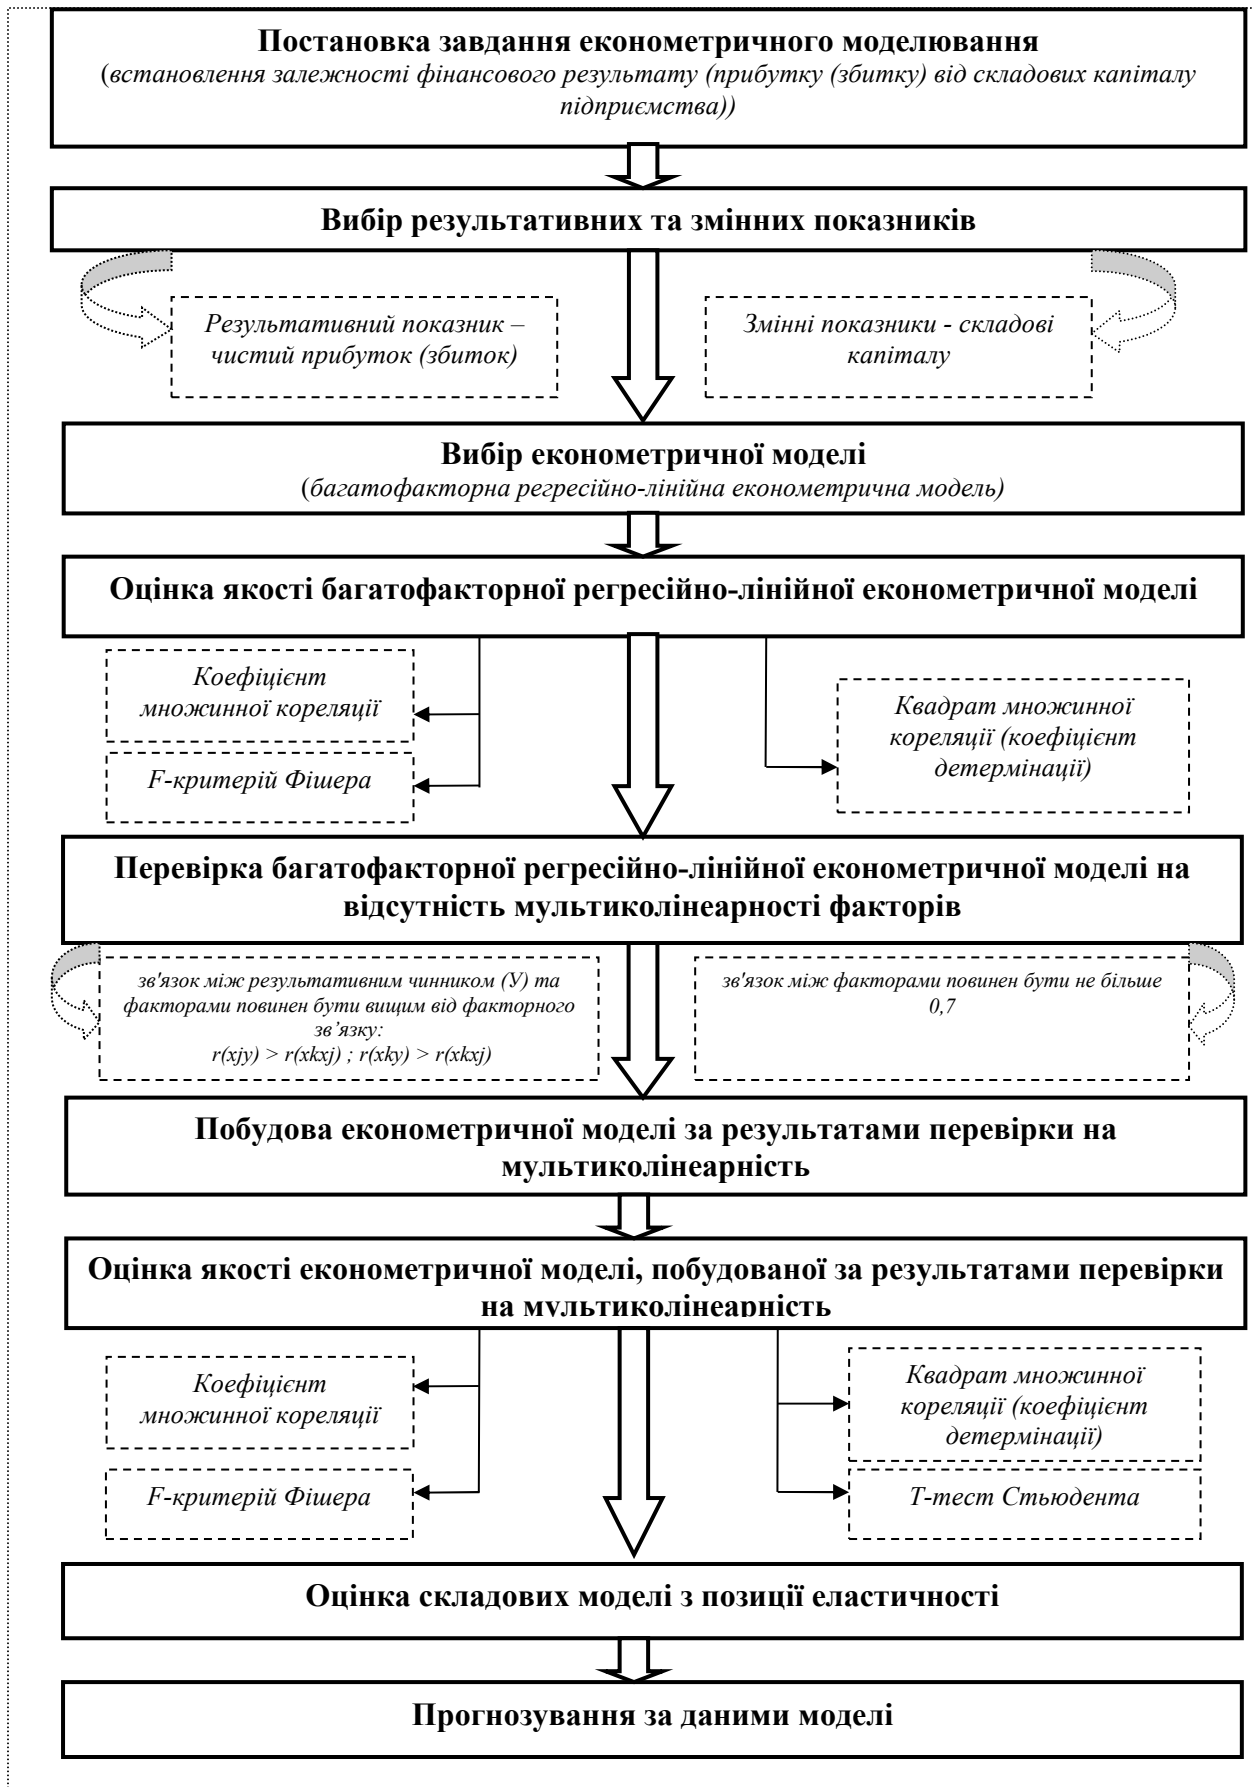 Постановка завдання економетричного моделювання
(встановлення залежності фінансового результату (прибутку (збитку) від складових капіталу
підприємства))
Вибір результативних та змінних показників
Результативний показник –
чистий прибуток (збиток)
Змінні показники - складові
капіталу
Вибір економетричної моделі
(багатофакторна регресійно-лінійна економетрична модель)
Оцінка якості багатофакторної регресійно-лінійної економетричної моделі
Коефіцієнт
множинної кореляції
F-критерій Фішера
Квадрат множинної
кореляції (коефіцієнт
детермінації)
Перевірка багатофакторної регресійно-лінійної економетричної моделі на
відсутність мультиколінеарності факторів
зв'язок між результативним чинником (У) та
факторами повинен бути вищим від факторного
зв’язку:
r(xjy) > r(xkxj) ; r(xky) > r(xkxj)
зв'язок між факторами повинен бути не більше
0,7
Побудова економетричної моделі за результатами перевірки на
мультиколінеарність
Оцінка якості економетричної моделі, побудованої за результатами перевірки
на мультиколінеарність
Коефіцієнт
множинної кореляції
F-критерій Фішера
Квадрат множинної
кореляції (коефіцієнт
детермінації)
Т-тест Стьюдента
Оцінка складових моделі з позиції еластичності
Прогнозування за даними моделі